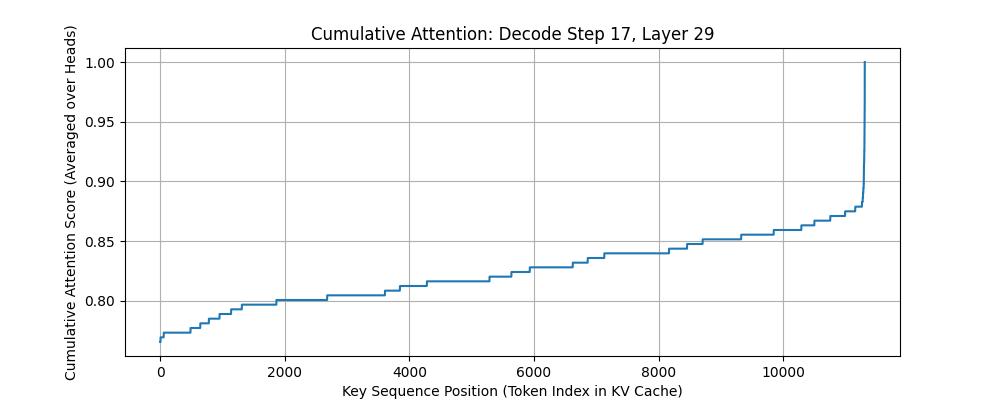 Cumulative Attention: Decode Step 17, Layer 29
Cumulative Attention Score (Averaged over Heads)
1.00
0.95
0.90
0.85
0.80
0 2000 4000 6000 8000 10000
Key Sequence Position (Token Index in KV Cache)